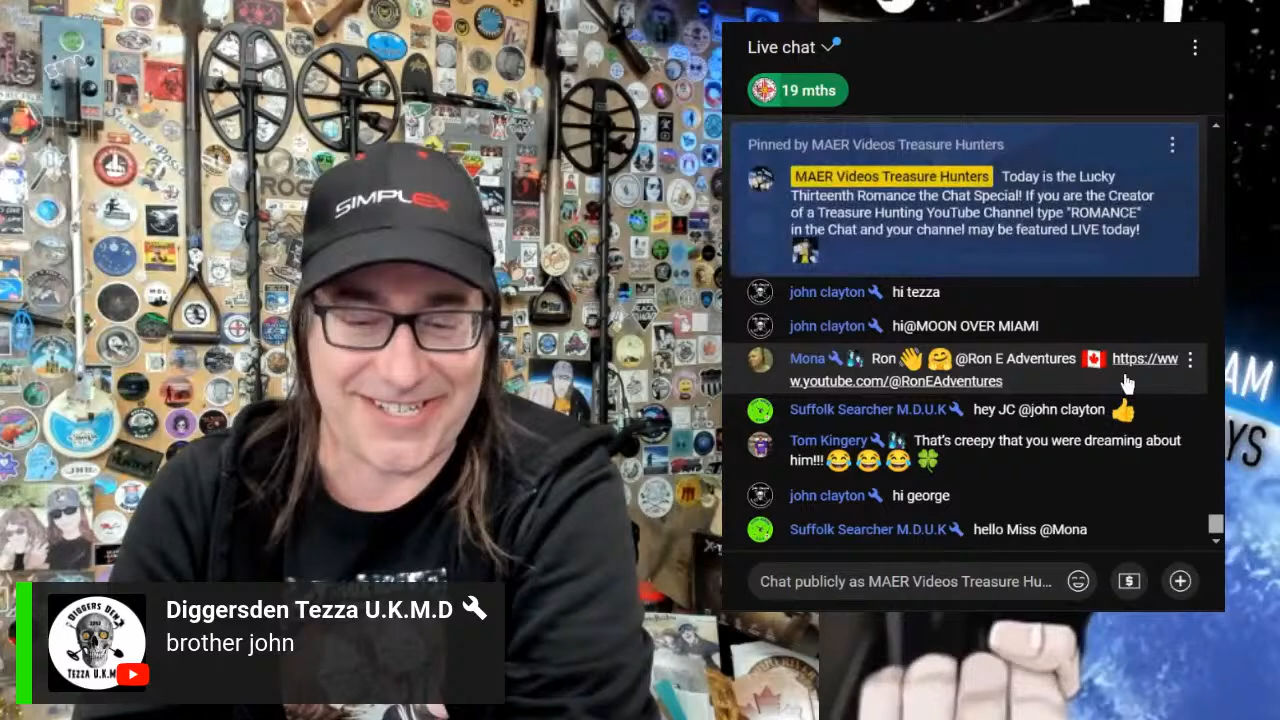 Live chat
19 mths
Pinned by MAER Videos Treasure Hunters
MAER Videos Treasure Hunters Today is the Lucky
Thirteenth Romance the Chat Special! If you are the Creator
of a Treasure Hunting YouTube Channel type "ROMANCE"
in the Chat and your channel may be featured LIVE today!
john clayton hi tezza
john clayton hi@MOON OVER MIAMI
Mona Ron👋🤗 @Ron E Adventures 🇨🇦 https://ww
w.youtube.com/@RonEAdventures
Suffolk Searcher M.D.U.K hey JC @john clayton 👍
Tom Kingery That's creepy that you were dreaming about
him!!! 😂 😂 😂 🍀
john clayton hi george
Suffolk Searcher M.D.U.K hello Miss @Mona
Chat publicly as MAER Videos Treasure Hu...
SIMPLEX
DIGGERS DEN
TEZZA U.K.M
Diggersden Tezza U.K.M.D
brother john